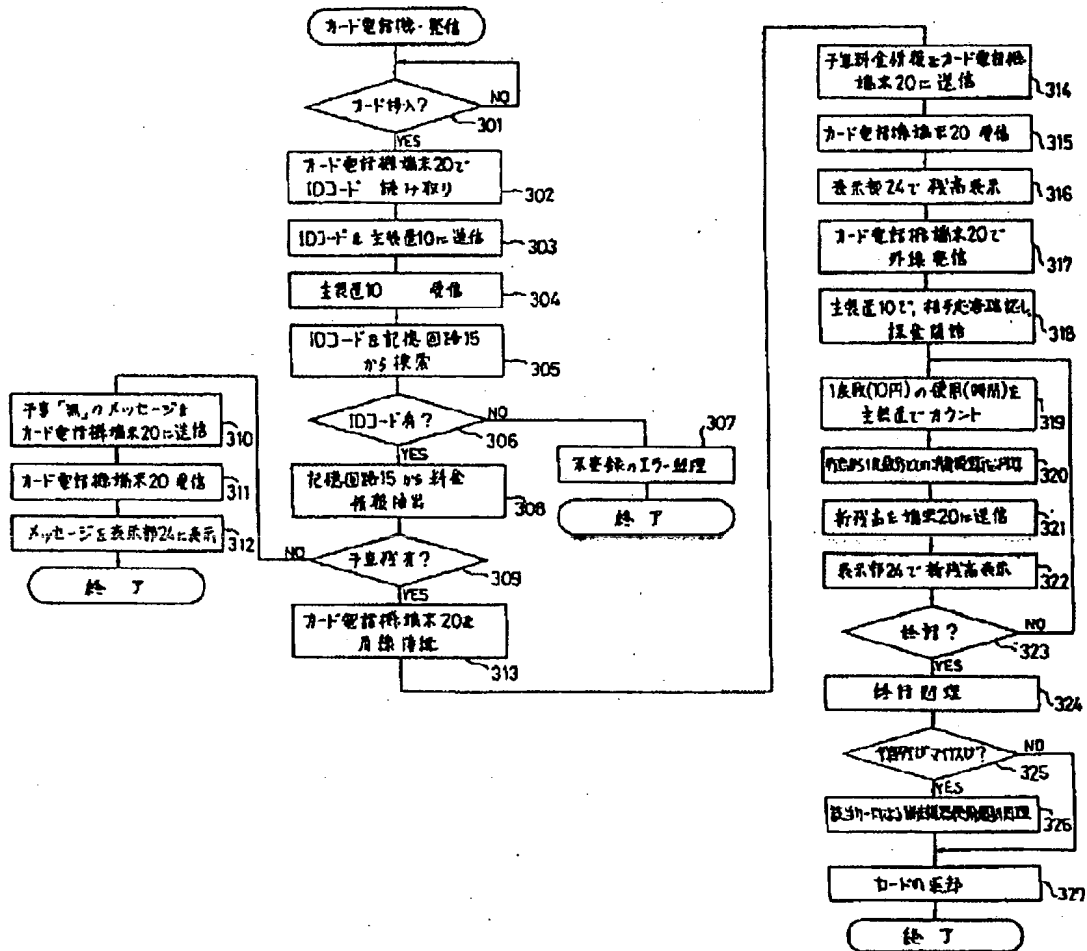 カード電話機・発信
カード挿入?
NO
301
YES
カード電話機端末20で
IDコード 読み取り
302
IDコードを主装置10に送信
303
主装置10 受信
304
IDコードを記憶回路15
から検索
305
IDコード有?
NO
306
YES
307
未登録のエラー処理
終了
記憶回路15から料金
情報抽出
308
予算残有?
NO
309
YES
予算「無」のメッセージを
カード電話機端末20に送信
310
カード電話機端末20 受信
311
メッセージを表示部24に表示
312
終了
カード電話機端末20に
局線接続
313
予算料金情報をカード電話機
端末20に送信
314
カード電話機端末20 受信
315
表示部24で残高表示
316
カード電話機端末20で
外線発信
317
主装置10で、相手応答確認し
課金開始
318
1度数(10円)の使用(時間)を
主装置でカウント
319
320
新残高を端末20に送信
321
表示部24で新残高表示
322
終話?
NO
323
YES
終話処理
324
マイナスか?
NO
325
YES
該当カードによる
326
カードの返却
327
終了